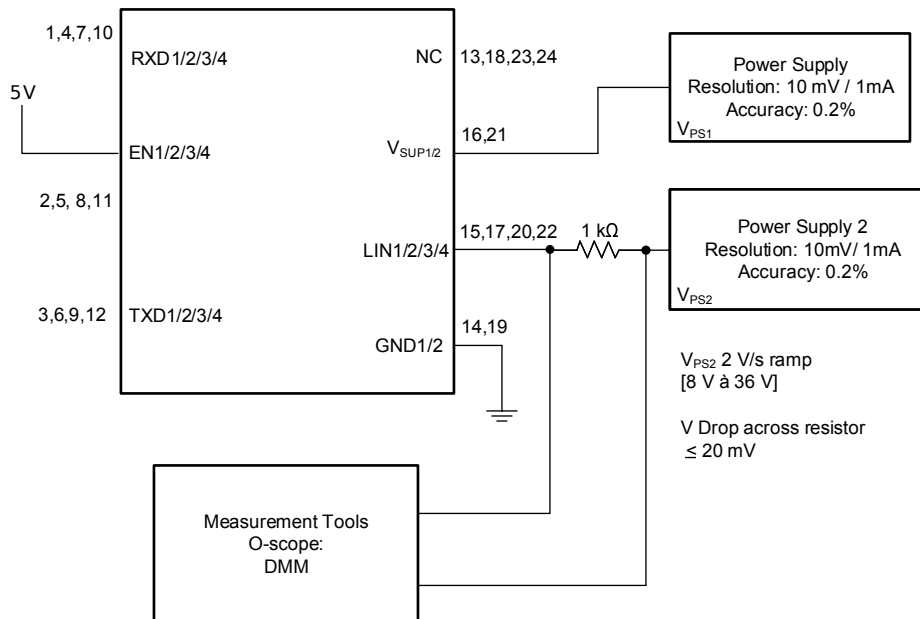 1,4,7,10
RXD1/2/3/4
5V
EN1/2/3/4
2,5, 8,11
3,6,9,12
TXD1/2/3/4
NC
13,18,23,24
VSUP1/2
16,21
LIN1/2/3/4
15,17,20,22
1 kΩ
GND1/2
14,19
Power Supply
Resolution: 10 mV / 1mA
Accuracy: 0.2%
VPS1
Power Supply 2
Resolution: 10mV/ 1mA
Accuracy: 0.2%
VPS2
VPS2 2 V/s ramp
[8 V à 36 V]
V Drop across resistor
≤ 20 mV
Measurement Tools
O-scope:
DMM